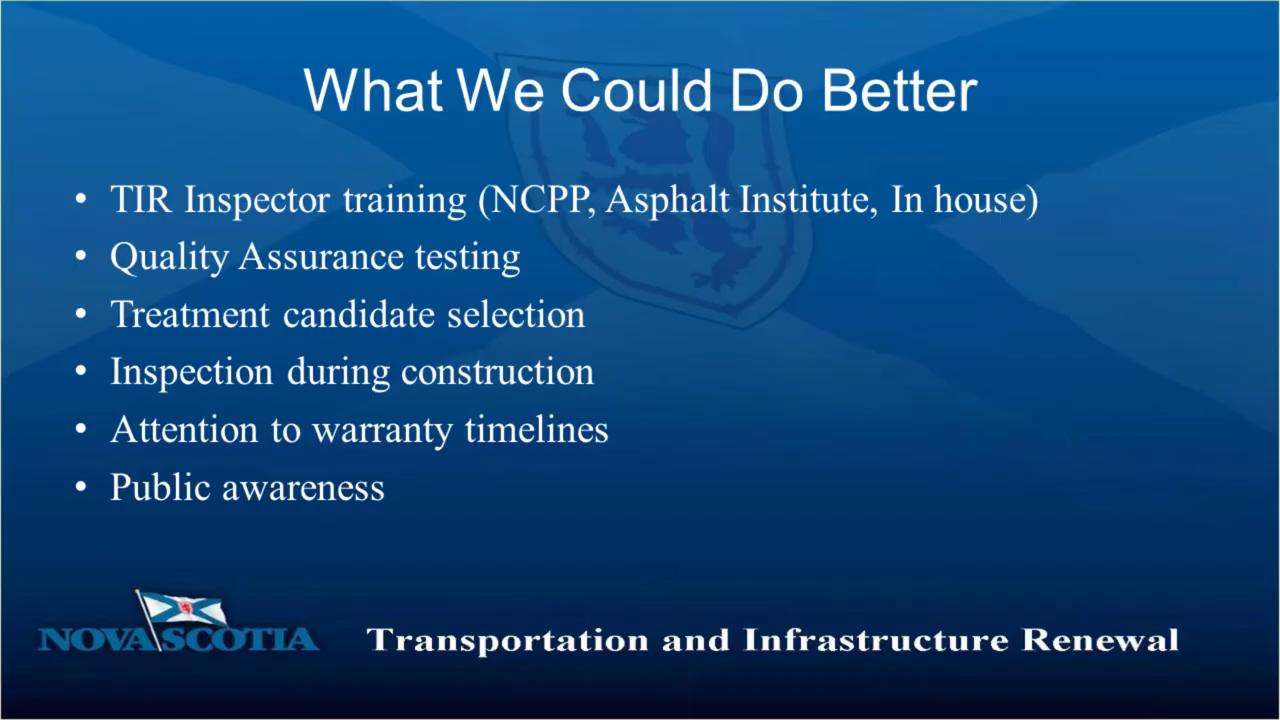 What We Could Do Better
• TIR Inspector training (NCPP, Asphalt Institute, In house)
• Quality Assurance testing
• Treatment candidate selection
• Inspection during construction
• Attention to warranty timelines
• Public awareness
NOVA SCOTIA
Transportation and Infrastructure Renewal